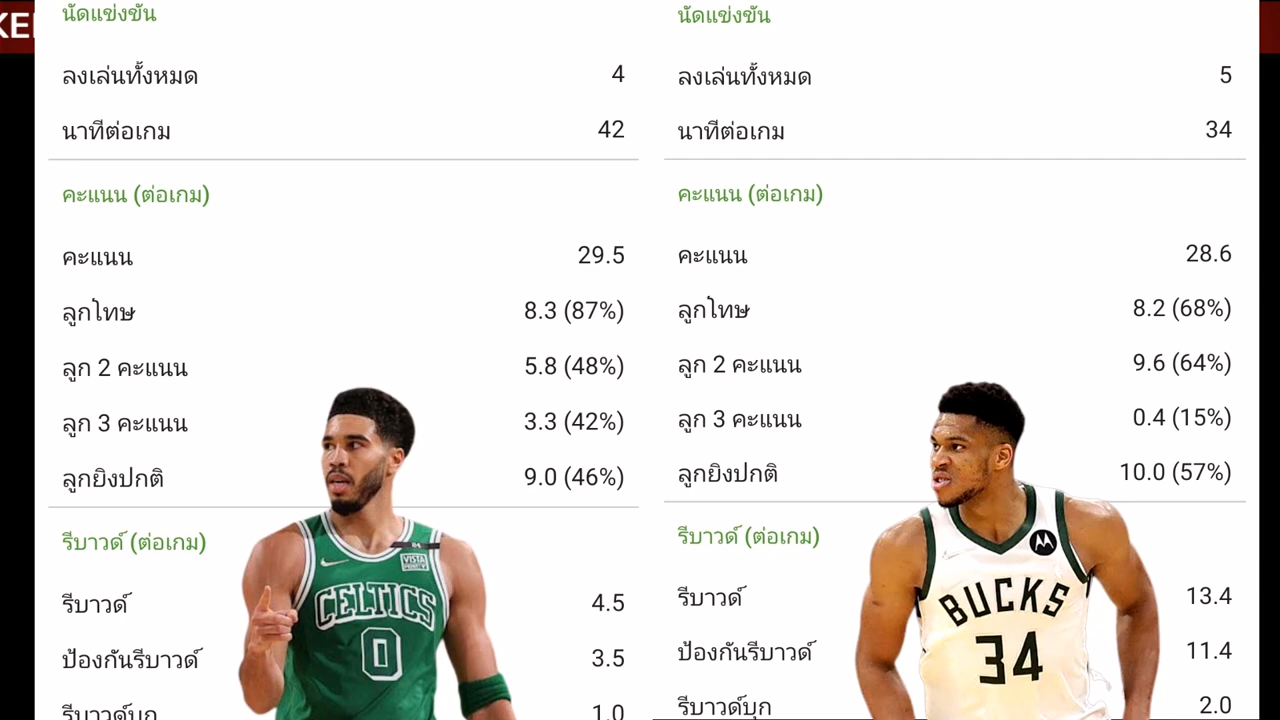 KE
นัดแข่งขัน
ลงเล่นทั้งหมด 4
นาทีต่อเกม 42
คะแนน (ต่อเกม)
คะแนน 29.5
ลูกโทษ 8.3 (87%)
ลูก 2 คะแนน 5.8 (48%)
ลูก 3 คะแนน 3.3 (42%)
ลูกยิงปกติ 9.0 (46%)
รีบาวด์ (ต่อเกม)
รีบาวด์ 4.5
ป้องกันรีบาวด์ 3.5
รีบาวด์บุก 1.0
VISTA
CELTICS
0
นัดแข่งขัน
ลงเล่นทั้งหมด 5
นาทีต่อเกม 34
คะแนน (ต่อเกม)
คะแนน 28.6
ลูกโทษ 8.2 (68%)
ลูก 2 คะแนน 9.6 (64%)
ลูก 3 คะแนน 0.4 (15%)
ลูกยิงปกติ 10.0 (57%)
รีบาวด์ (ต่อเกม)
รีบาวด์ 13.4
ป้องกันรีบาวด์ 11.4
รีบาวด์บุก 2.0
BUCKS
34